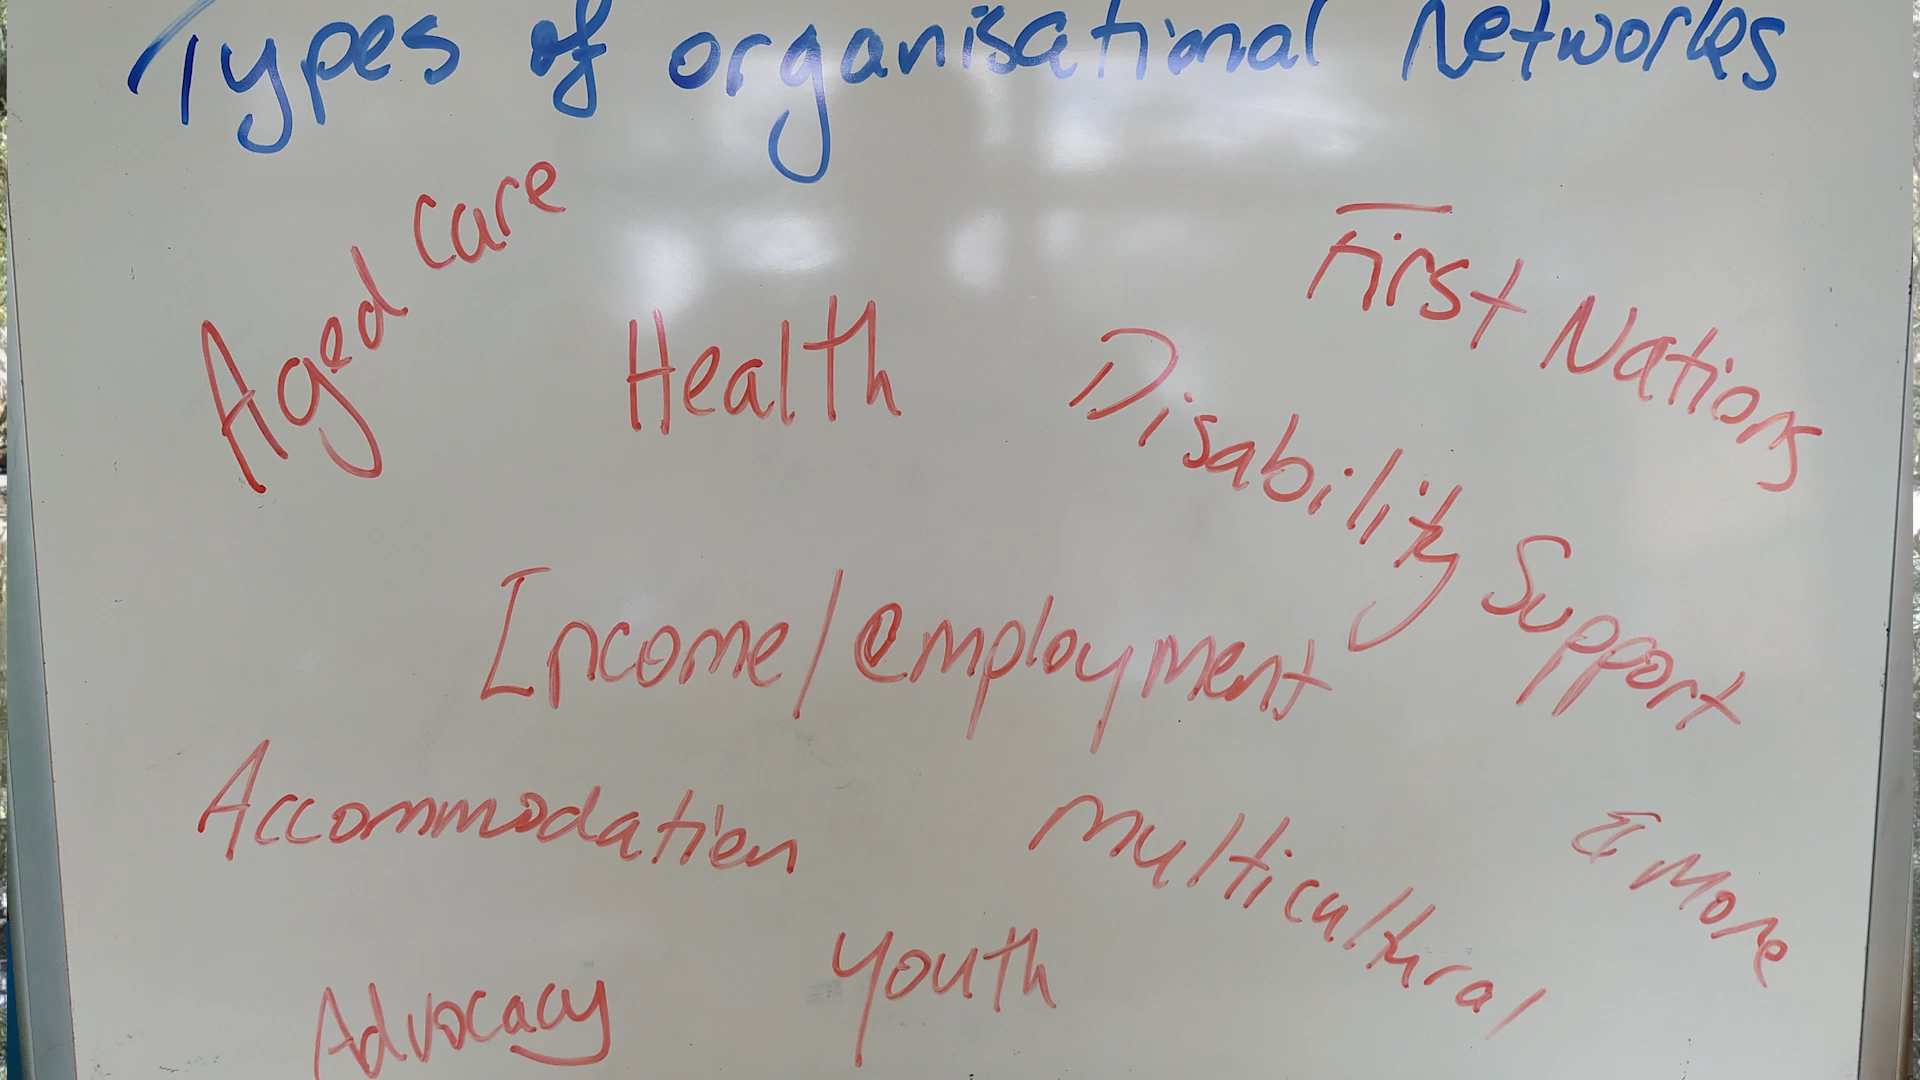 Types of organisational Networks
Aged care
First Nations
Health
Disability Support
Income/employment
Accommodation
Multicultural
& More
Youth
Advocacy